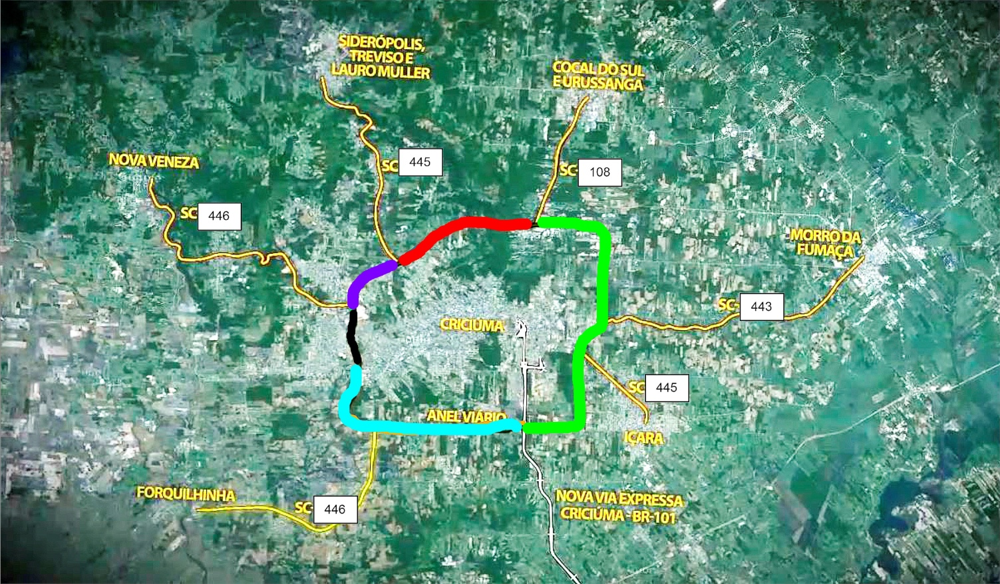 SIDERÓPOLIS,
TREVISO E
LAURO MULLER
COCAL DO SUL
E URUSSANGA
NOVA VENEZA
SC- 445
SC- 108
SC- 446
MORRO DA
FUMAÇA
SC- 443
CRICIÚMA
SC- 445
ANEL VIÁRIO
IÇARA
FORQUILHINHA
SC- 446
NOVA VIA EXPRESSA
CRICIÚMA - BR-101